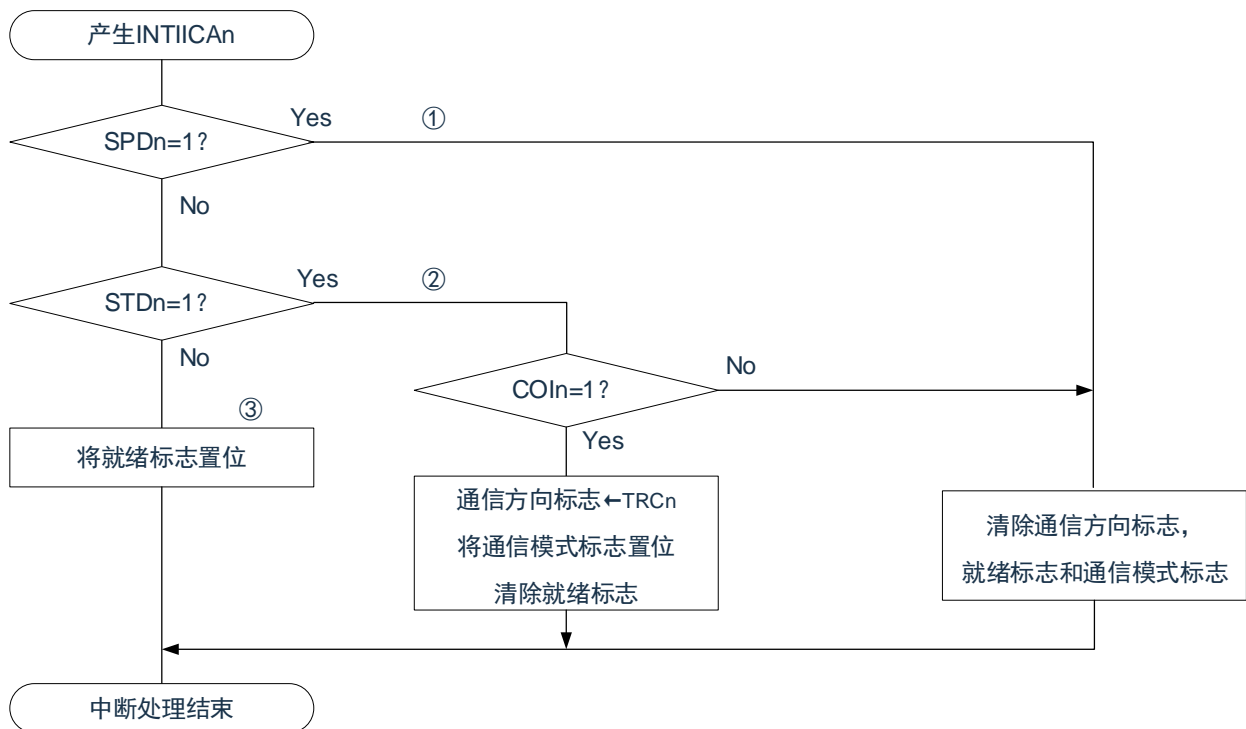 产生INTIICAn
Yes
①
SPDn=1?
No
Yes
②
STDn=1?
No
No
COIn=1?
③
Yes
将就绪标志置位
通信方向标志←TRCn
将通信模式标志置位
清除就绪标志
清除通信方向标志，
就绪标志和通信模式标志
中断处理结束